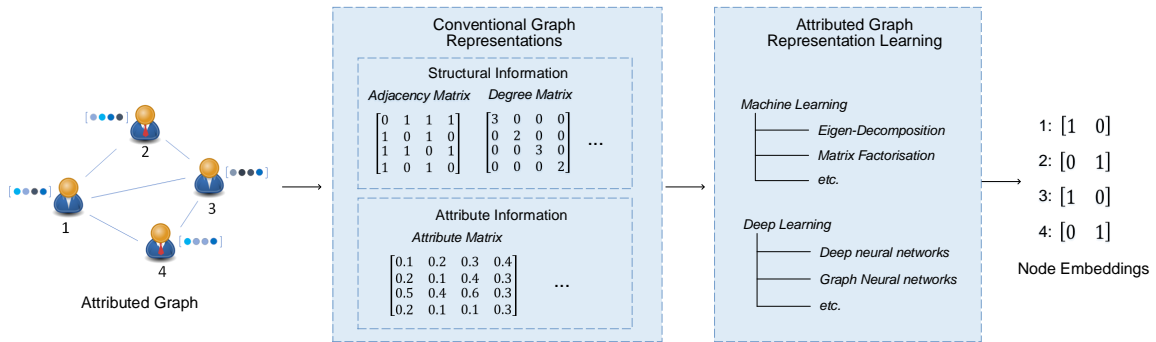 2
3
1
4
Attributed Graph
Conventional Graph
Representations
Structural Information
Adjacency Matrix
0 1 1 1
1 0 1 0
1 1 0 1
1 0 1 0
Degree Matrix
3 0 0 0
0 2 0 0
0 0 3 0
0 0 0 2
...
Attribute Information
Attribute Matrix
0.1 0.2 0.3 0.4
0.2 0.1 0.4 0.3
0.5 0.4 0.6 0.3
0.2 0.1 0.1 0.3
...
Attributed Graph
Representation Learning
Machine Learning
Eigen-Decomposition
Matrix Factorisation
etc.
Deep Learning
Deep neural networks
Graph Neural networks
etc.
1: [1 0]
2: [0 1]
3: [1 0]
4: [0 1]
Node Embeddings